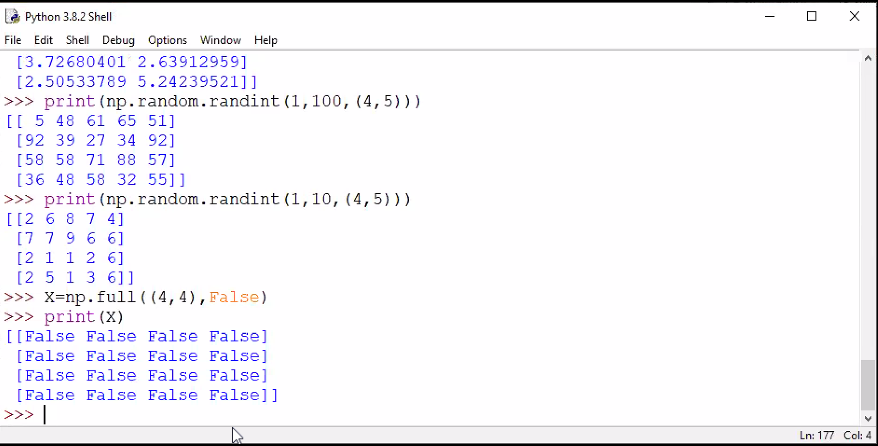 Python 3.8.2 Shell
File Edit Shell Debug Options Window Help
[3.72680401 2.63912959]
[2.50533789 5.24239521]]
>>> print(np.random.randint(1,100,(4,5)))
[[ 5 48 61 65 51]
[92 39 27 34 92]
[58 58 71 88 57]
[36 48 58 32 55]]
>>> print(np.random.randint(1,10,(4,5)))
[[2 6 8 7 4]
[7 7 9 6 6]
[2 1 1 2 6]
[2 5 1 3 6]]
>>> X=np.full((4,4),False)
>>> print(X)
[[False False False False]
[False False False False]
[False False False False]
[False False False False]]
>>>
Ln: 177 Col: 4